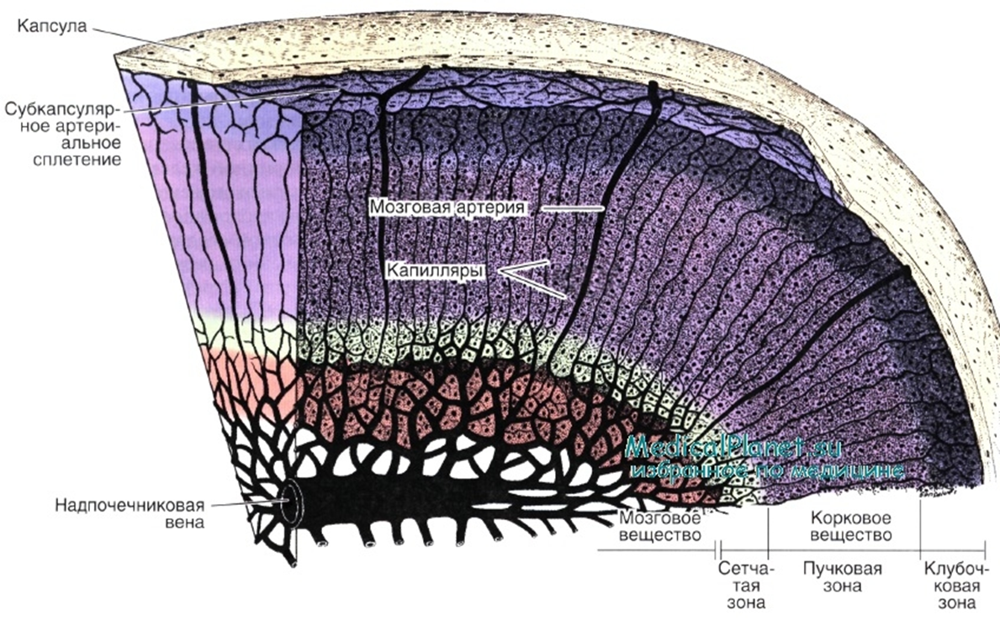 Капсула
Субкапсуляр-
ное артери-
альное
сплетение
Мозговая артерия
Капилляры
MedicalPlanet.su
избранное по медицине
Надпочечниковая
вена
Мозговое
вещество
Корковое
вещество
Сетча-
тая
зона
Пучковая
зона
Клубоч-
ковая
зона